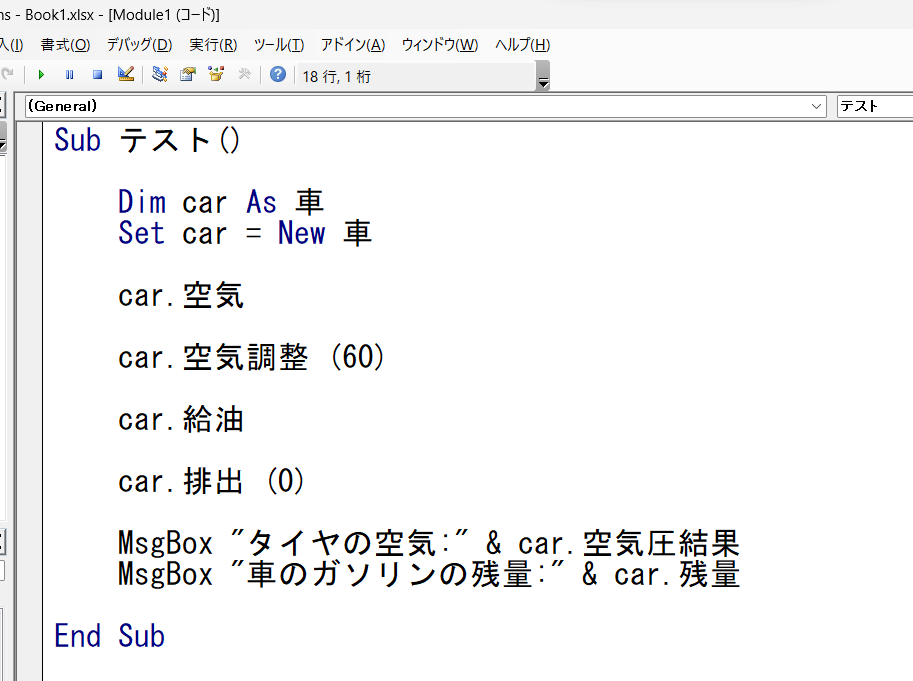 ns - Book1.xlsx - [Module1 (コード)]
入(I) 書式(O) デバッグ(D) 実行(R) ツール(T) アドイン(A) ウィンドウ(W) ヘルプ(H)
18 行, 1 桁
(General) テスト
Sub テスト()
Dim car As 車
Set car = New 車
car.空気
car.空気調整 (60)
car.給油
car.排出 (0)
MsgBox "タイヤの空気:" & car.空気圧結果
MsgBox "車のガソリンの残量:" & car.残量
End Sub